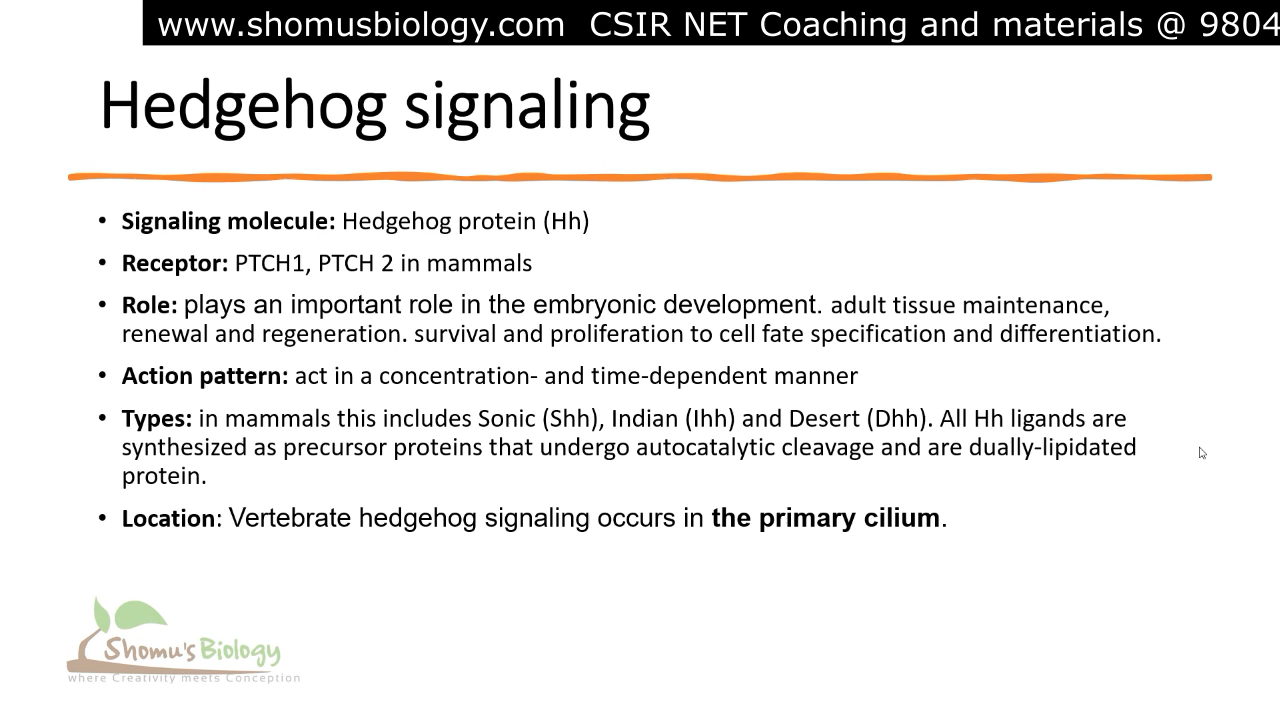 www.shomusbiology.com CSIR NET Coaching and materials @ 9804
Hedgehog signaling
• Signaling molecule: Hedgehog protein (Hh)
• Receptor: PTCH1, PTCH 2 in mammals
• Role: plays an important role in the embryonic development. adult tissue maintenance,
renewal and regeneration. survival and proliferation to cell fate specification and differentiation.
• Action pattern: act in a concentration- and time-dependent manner
• Types: in mammals this includes Sonic (Shh), Indian (Ihh) and Desert (Dhh). All Hh ligands are
synthesized as precursor proteins that undergo autocatalytic cleavage and are dually-lipidated
protein.
• Location: Vertebrate hedgehog signaling occurs in the primary cilium.
Shomu's Biology
where Creativity meets Conception